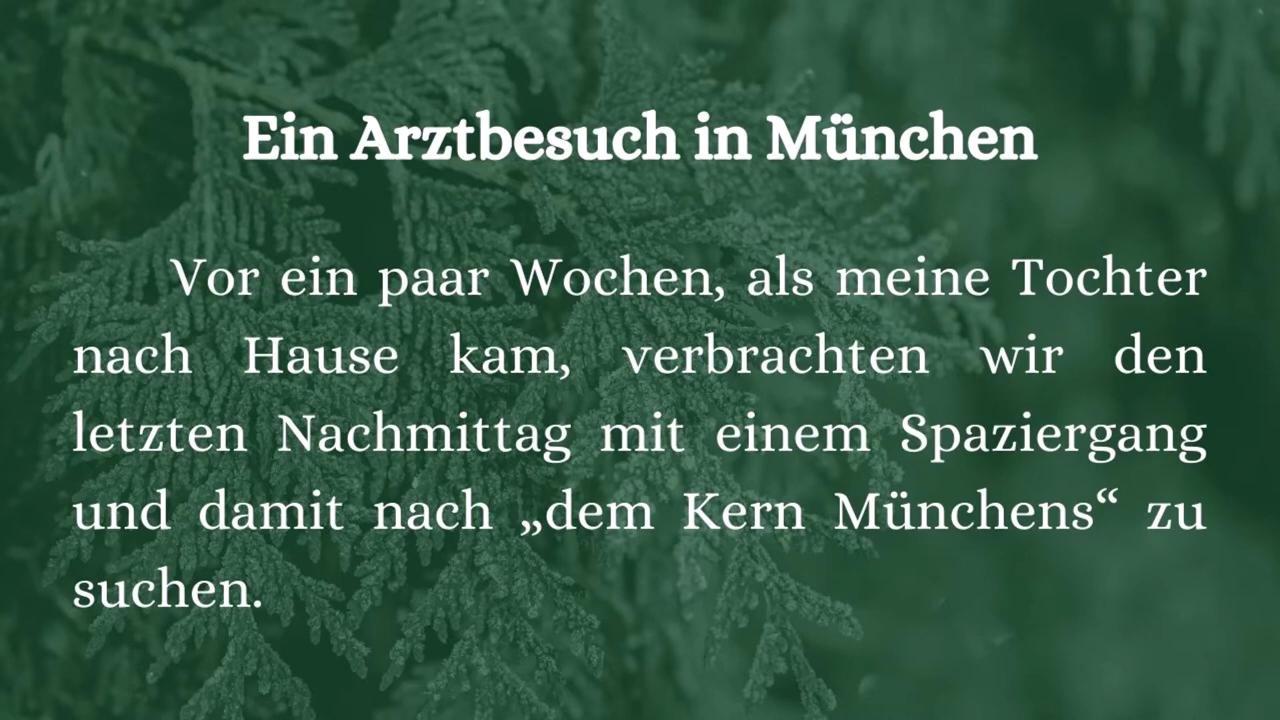 Ein Arztbesuch in München
Vor ein paar Wochen, als meine Tochter
nach Hause kam, verbrachten wir den
letzten Nachmittag mit einem Spaziergang
und damit nach „dem Kern Münchens“ zu
suchen.